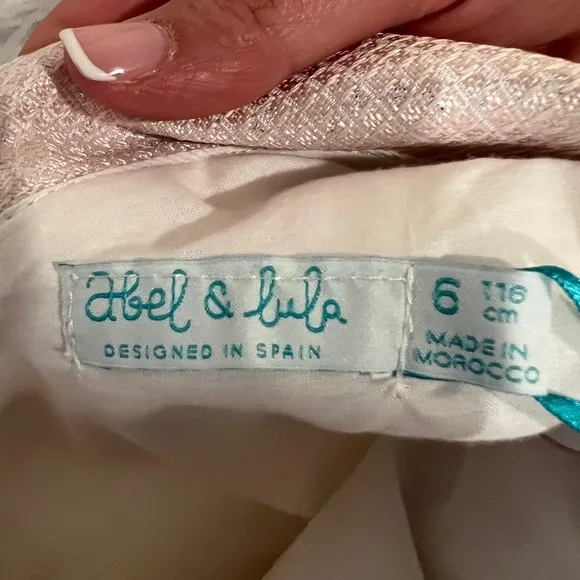 abel & lula
DESIGNED IN SPAIN
6 116
cm
MADE IN
MOROCCO